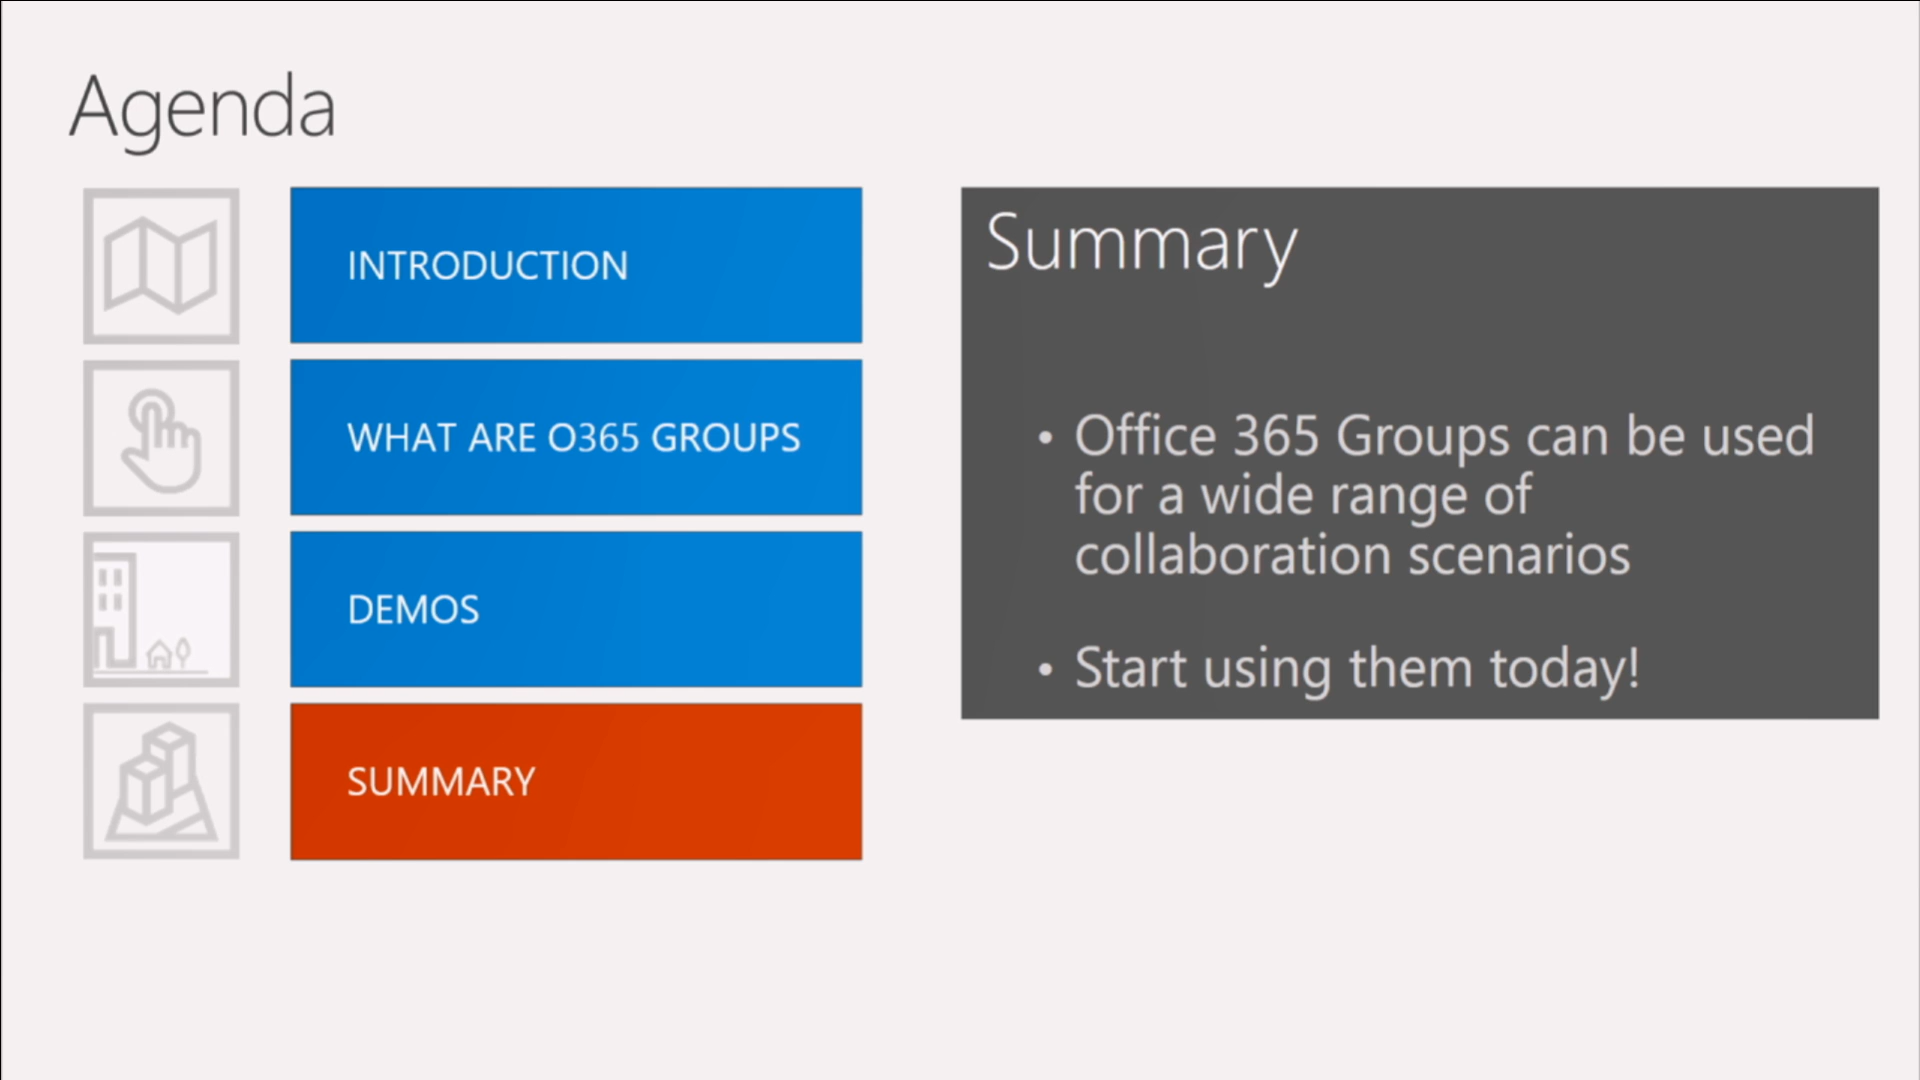 Agenda
INTRODUCTION
WHAT ARE O365 GROUPS
DEMOS
SUMMARY
Summary
• Office 365 Groups can be used
for a wide range of
collaboration scenarios
• Start using them today!